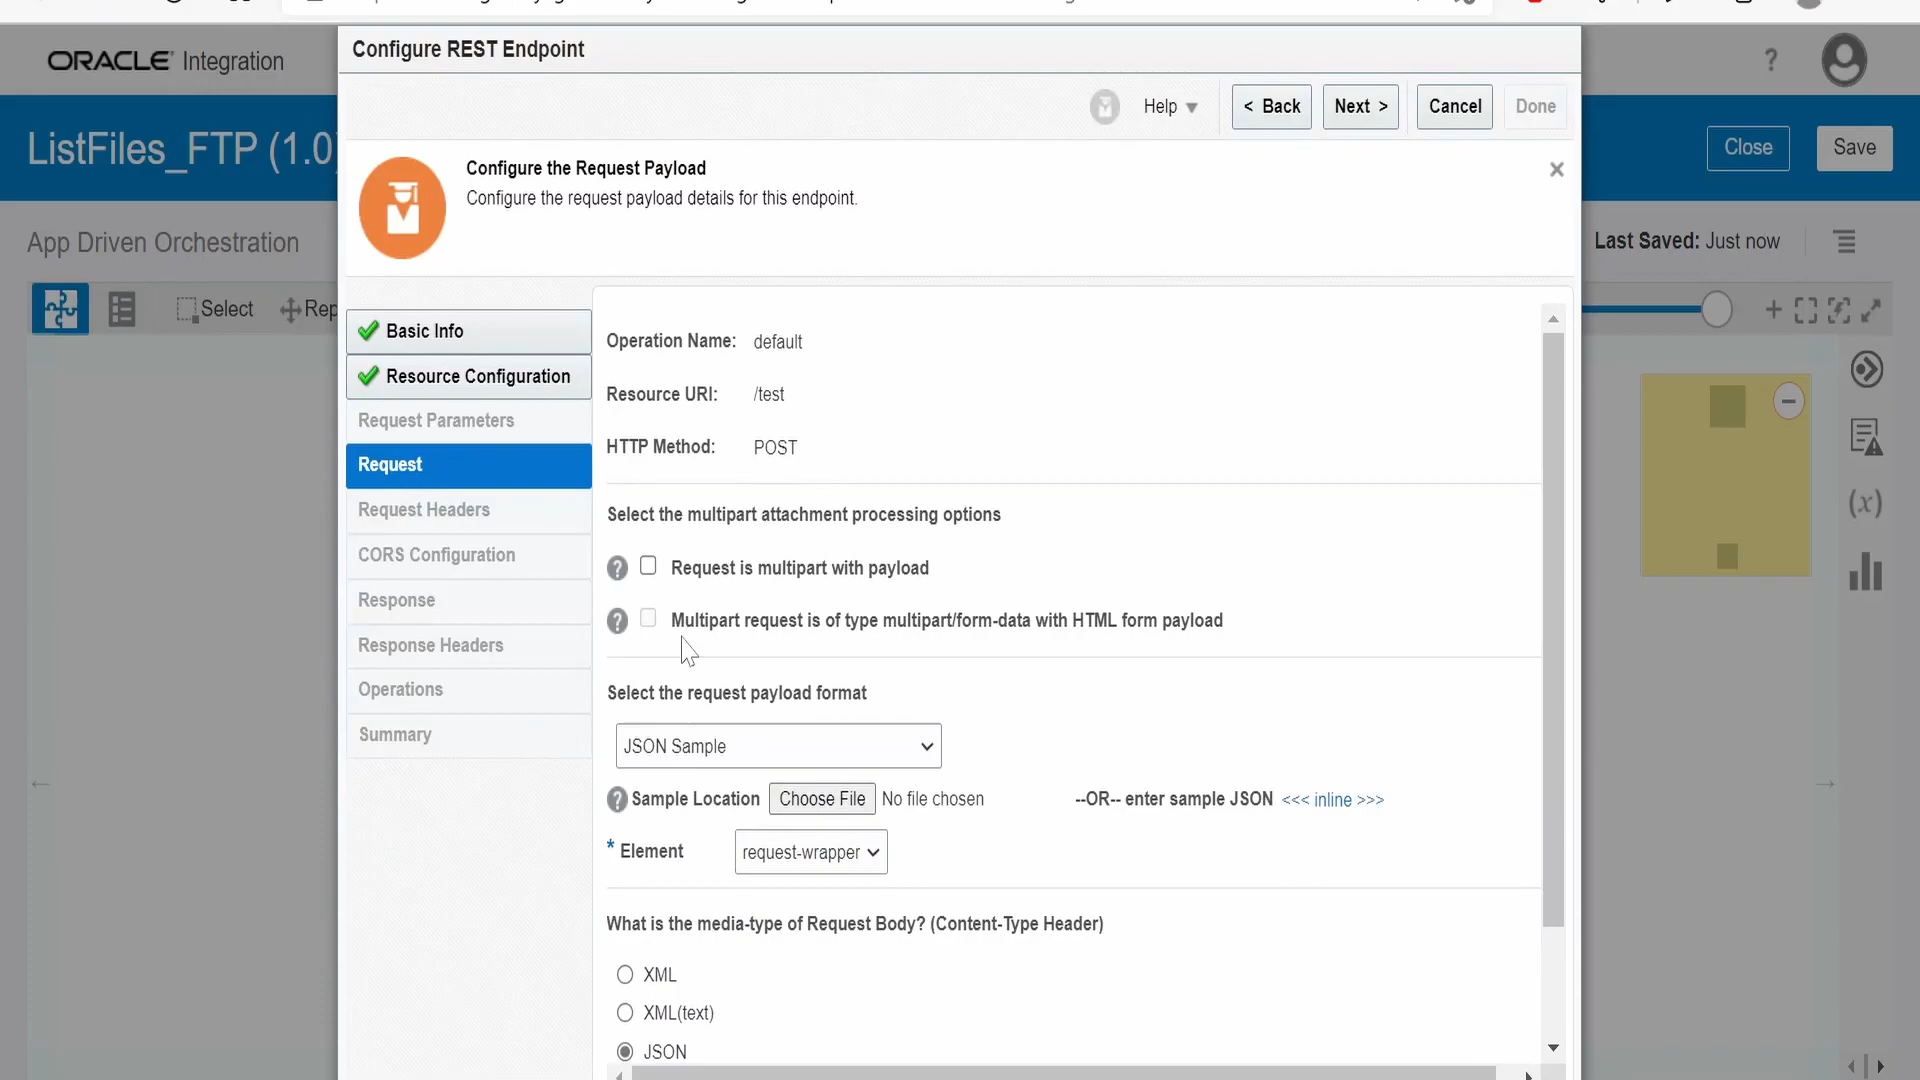 Configure REST Endpoint
ORACLE Integration
?
Help
< Back
Next >
Cancel
Done
ListFiles_FTP (1.0)
Close
Save
Configure the Request Payload
Configure the request payload details for this endpoint.
App Driven Orchestration
Last Saved: Just now
Select
Basic Info
Resource Configuration
Request Parameters
Request
Request Headers
CORS Configuration
Response
Response Headers
Operations
Summary
Operation Name: default
Resource URI: /test
HTTP Method: POST
Select the multipart attachment processing options
? Request is multipart with payload
? Multipart request is of type multipart/form-data with HTML form payload
Select the request payload format
JSON Sample
? Sample Location Choose File No file chosen --OR-- enter sample JSON <<< inline >>>
* Element request-wrapper
What is the media-type of Request Body? (Content-Type Header)
XML
XML(text)
JSON
(x)